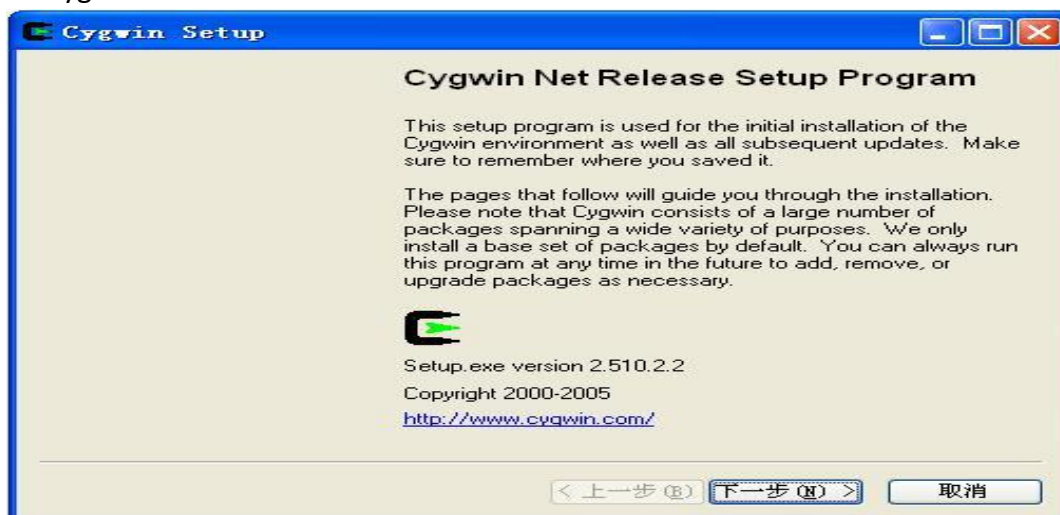 Cygwin Setup
Cygwin Net Release Setup Program
This setup program is used for the initial installation of the
Cygwin environment as well as all subsequent updates. Make
sure to remember where you saved it.
The pages that follow will guide you through the installation.
Please note that Cygwin consists of a large number of
packages spanning a wide variety of purposes. We only
install a base set of packages by default. You can always run
this program at any time in the future to add, remove, or
upgrade packages as necessary.
Setup.exe version 2.510.2.2
Copyright 2000-2005
http://www.cygwin.com/
< 上一步(B) 下一步(N) > 取消